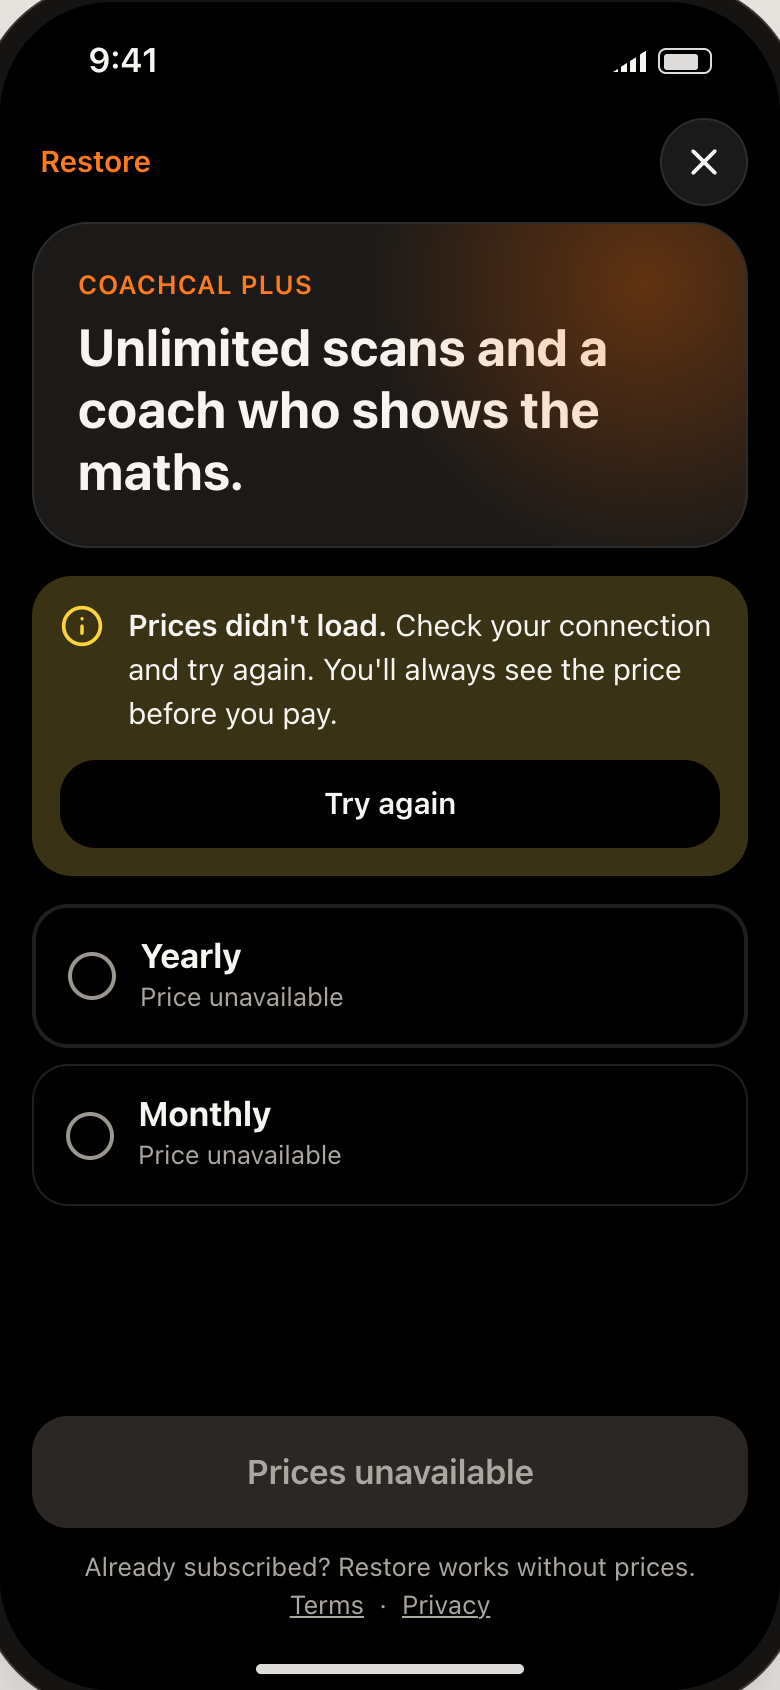 9:41
Restore
COACHCAL PLUS
Unlimited scans and a
coach who shows the
maths.
Prices didn't load. Check your connection
and try again. You'll always see the price
before you pay.
Try again
Yearly
Price unavailable
Monthly
Price unavailable
Prices unavailable
Already subscribed? Restore works without prices.
Terms · Privacy